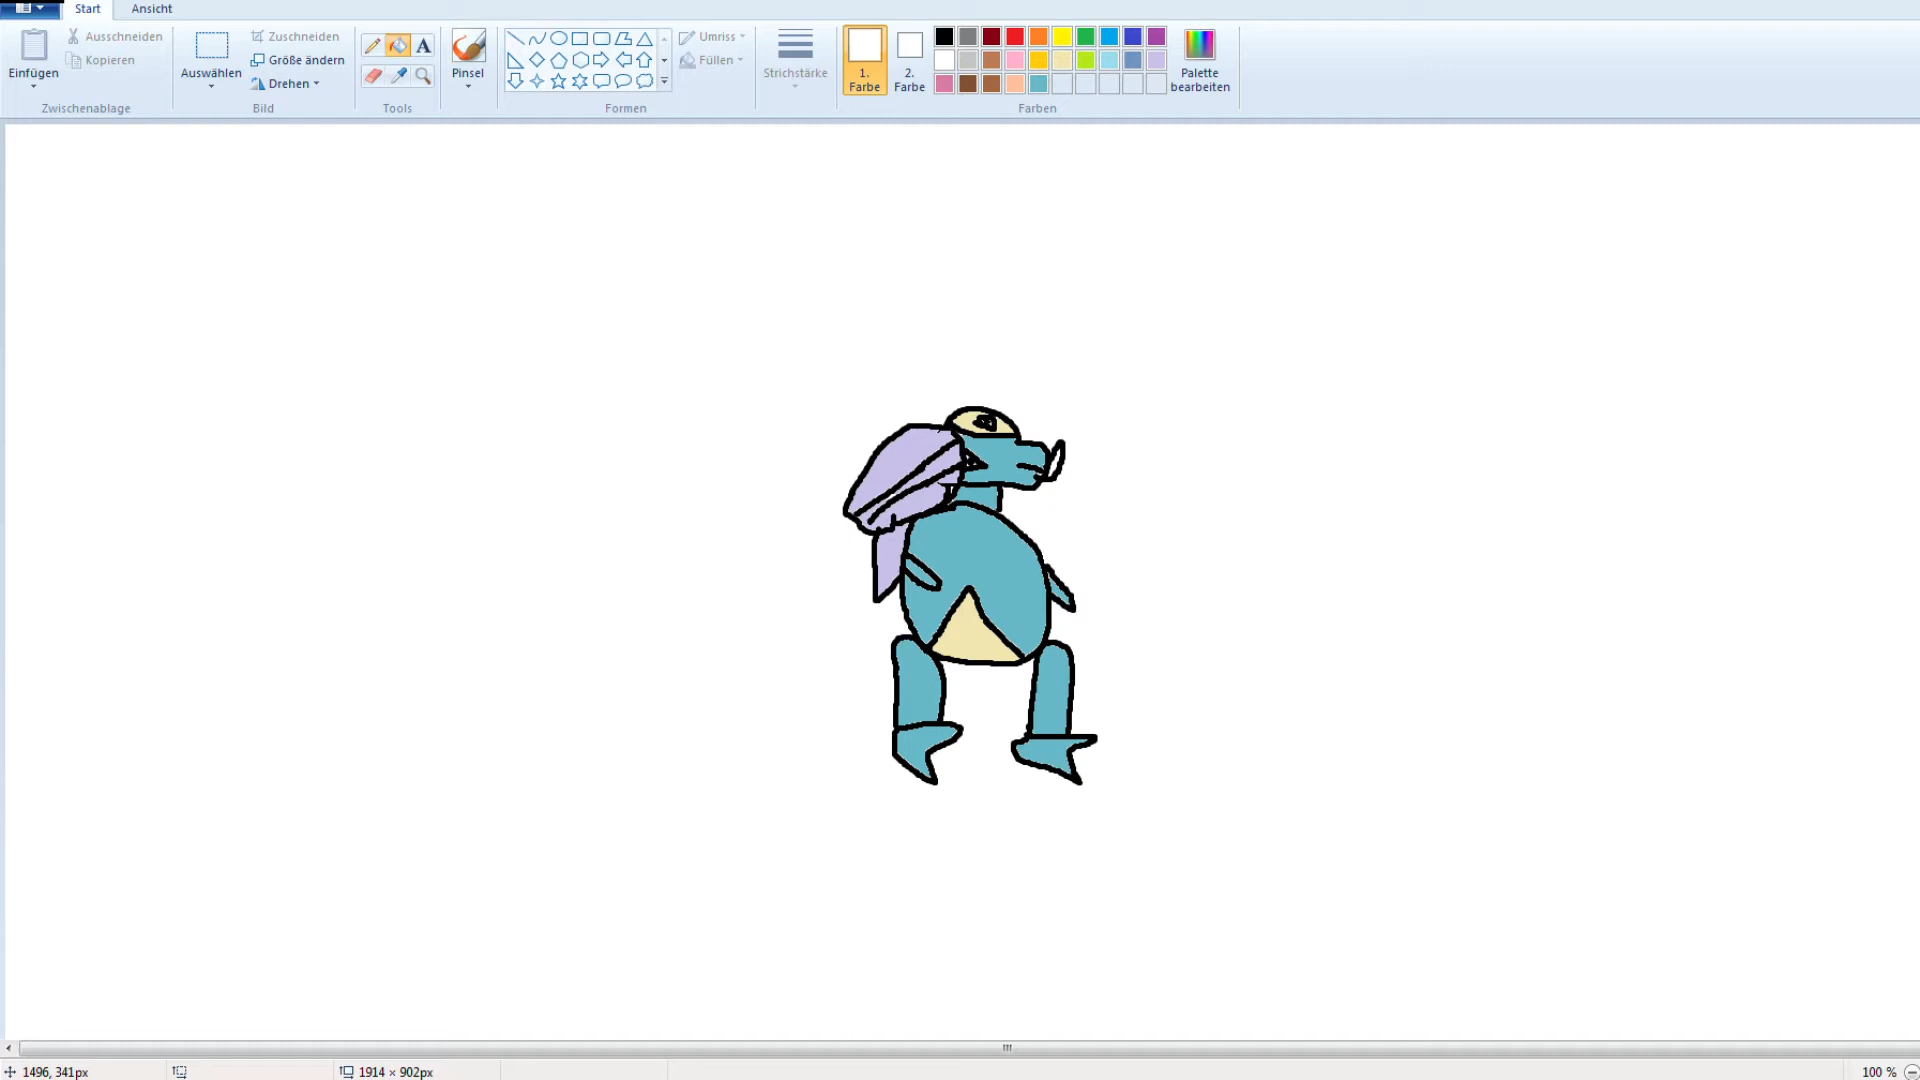 Start Ansicht
Einfügen
Ausschneiden
Kopieren
Zwischenablage
Auswählen
Zuschneiden
Größe ändern
Drehen
Bild
A
Tools
Pinsel
Umriss
Füllen
Formen
Strichstärke
1.
Farbe
2.
Farbe
Palette
bearbeiten
Farben
1496, 341px 1914 × 902px 100 %